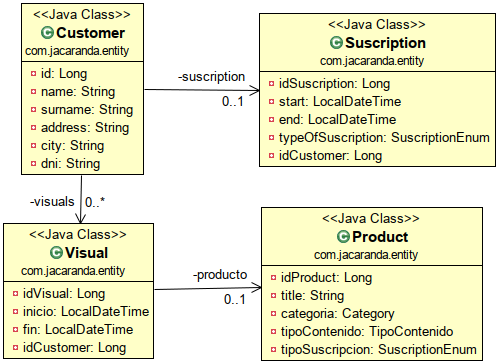 <<Java Class>>
Customer
com.jacaranda.entity
id: Long
name: String
surname: String
address: String
city: String
dni: String
-suscription
0..1
<<Java Class>>
Suscription
com.jacaranda.entity
idSuscription: Long
start: LocalDateTime
end: LocalDateTime
typeOfSuscription: SuscriptionEnum
idCustomer: Long
-visuals
0..*
<<Java Class>>
Visual
com.jacaranda.entity
idVisual: Long
inicio: LocalDateTime
fin: LocalDateTime
idCustomer: Long
-producto
0..1
<<Java Class>>
Product
com.jacaranda.entity
idProduct: Long
title: String
categoria: Category
tipoContenido: TipoContenido
tipoSuscripcion: SuscriptionEnum